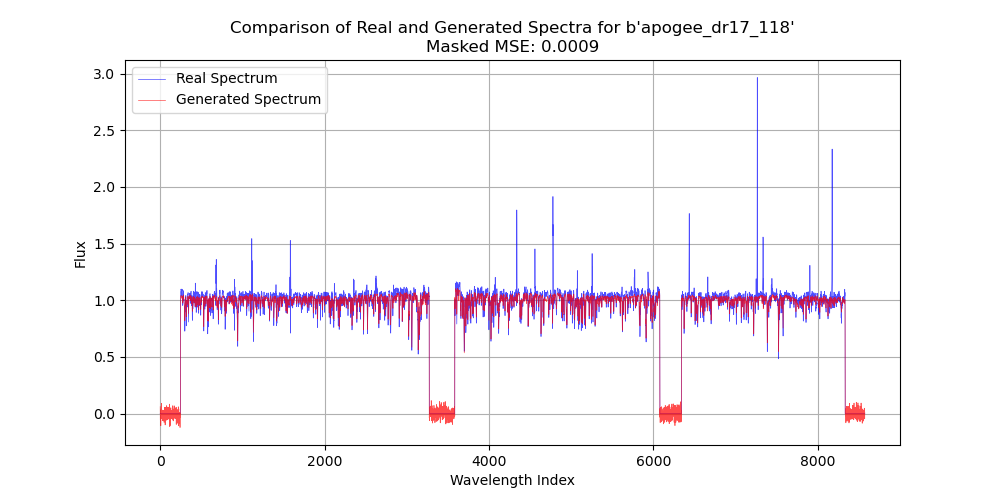 Comparison of Real and Generated Spectra for b'apogee_dr17_118'
Masked MSE: 0.0009
Real Spectrum
Generated Spectrum
3.0
2.5
2.0
1.5
1.0
0.5
0.0
Flux
0 2000 4000 6000 8000
Wavelength Index